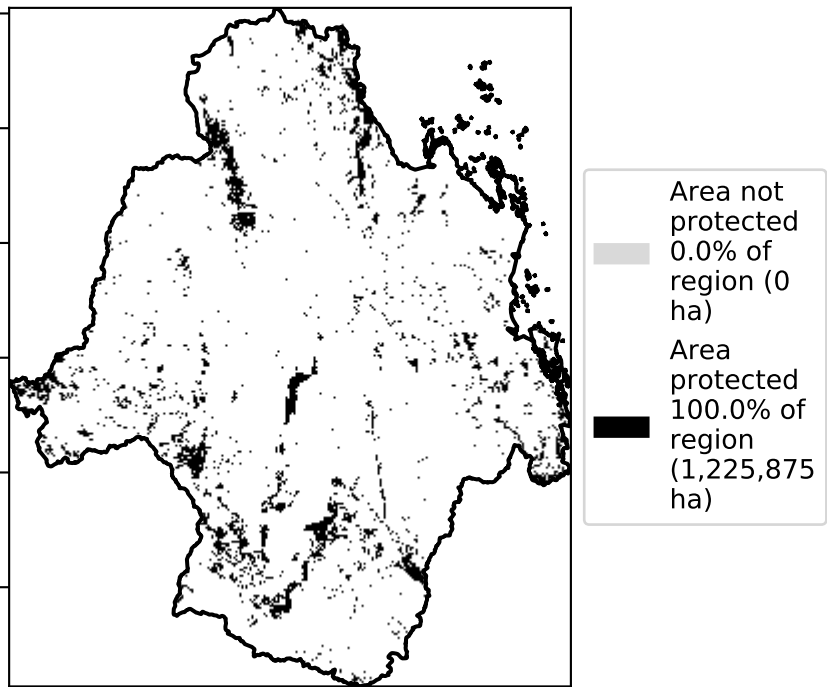 Area not
protected
0.0% of
region (0
ha)
Area
protected
100.0% of
region
(1,225,875
ha)